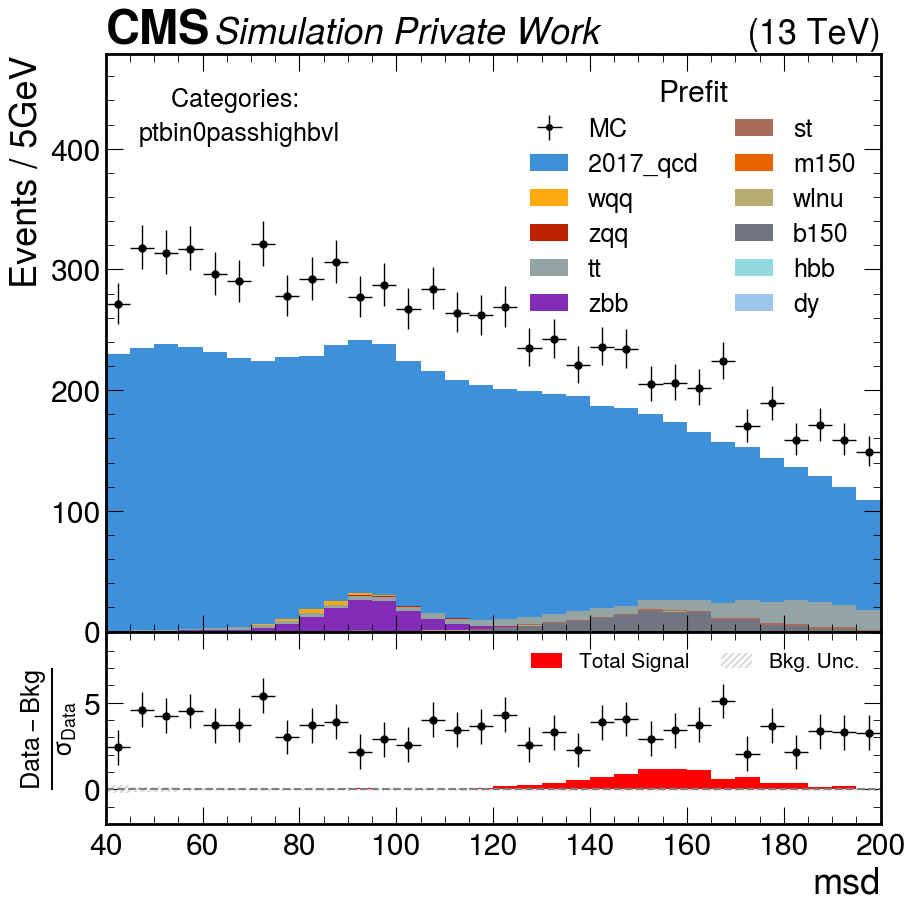 CMS Simulation Private Work (13 TeV)
Events / 5GeV
Categories:
ptbin0passhighbvl
Prefit
MC
2017_qcd
wqq
zqq
tt
zbb
st
m150
wlnu
b150
hbb
dy
400
300
200
100
0
Total Signal
Bkg. Unc.
Data – Bkg
σData
5
0
40 60 80 100 120 140 160 180 200
msd